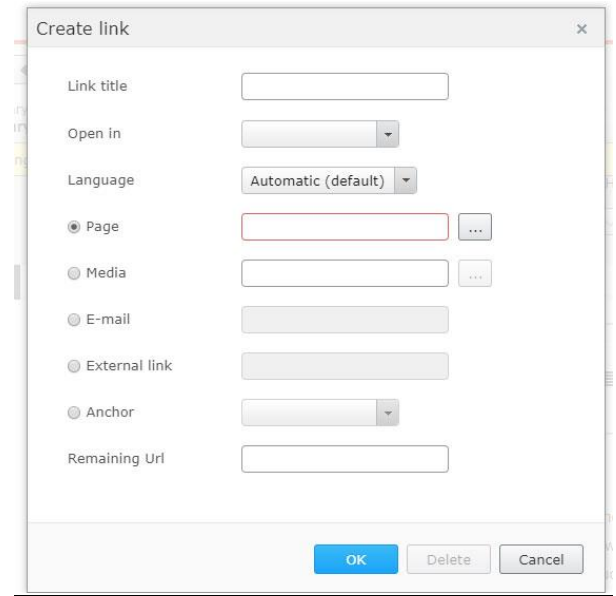 Create link ×
Link title
Open in
Language Automatic (default)
Page ...
Media ...
E-mail
External link
Anchor
Remaining Url
OK Delete Cancel